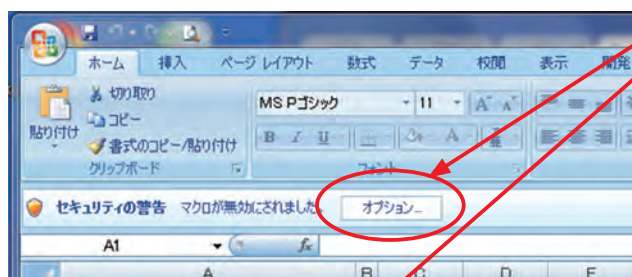 ホーム 挿入 ページ レイアウト 数式 データ 校閲 表示 開発
切り取り
コピー
書式のコピー/貼り付け
貼り付け
クリップボード
MS Pゴシック 11 A A
B I U A
フォント
セキュリティの警告 マクロが無効にされました。 オプション...
A1 fx
A B C D E